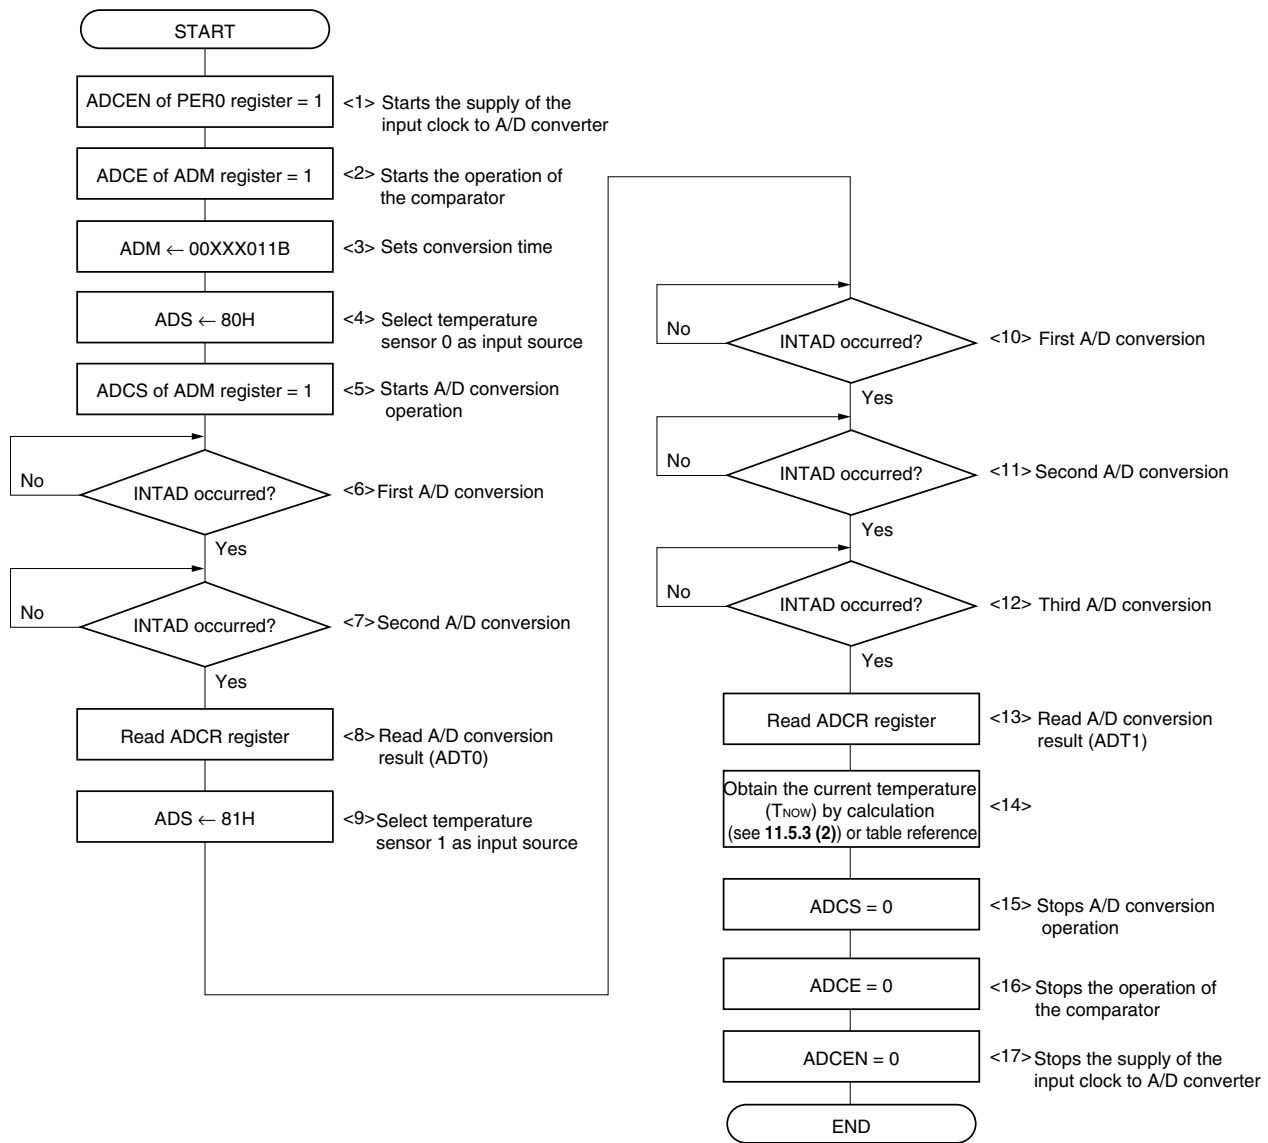 START
ADCEN of PER0 register = 1
<1> Starts the supply of the
input clock to A/D converter
ADCE of ADM register = 1
<2> Starts the operation of
the comparator
ADM ← 00XXX011B
<3> Sets conversion time
ADS ← 80H
<4> Select temperature
sensor 0 as input source
ADCS of ADM register = 1
<5> Starts A/D conversion
operation
No
INTAD occurred?
<6> First A/D conversion
Yes
No
INTAD occurred?
<7> Second A/D conversion
Yes
Read ADCR register
<8> Read A/D conversion
result (ADT0)
ADS ← 81H
<9> Select temperature
sensor 1 as input source
No
INTAD occurred?
<10> First A/D conversion
Yes
No
INTAD occurred?
<11> Second A/D conversion
Yes
No
INTAD occurred?
<12> Third A/D conversion
Yes
Read ADCR register
<13> Read A/D conversion
result (ADT1)
Obtain the current temperature
(TNOW) by calculation
(see 11.5.3 (2)) or table reference
<14>
ADCS = 0
<15> Stops A/D conversion
operation
ADCE = 0
<16> Stops the operation of
the comparator
ADCEN = 0
<17> Stops the supply of the
input clock to A/D converter
END